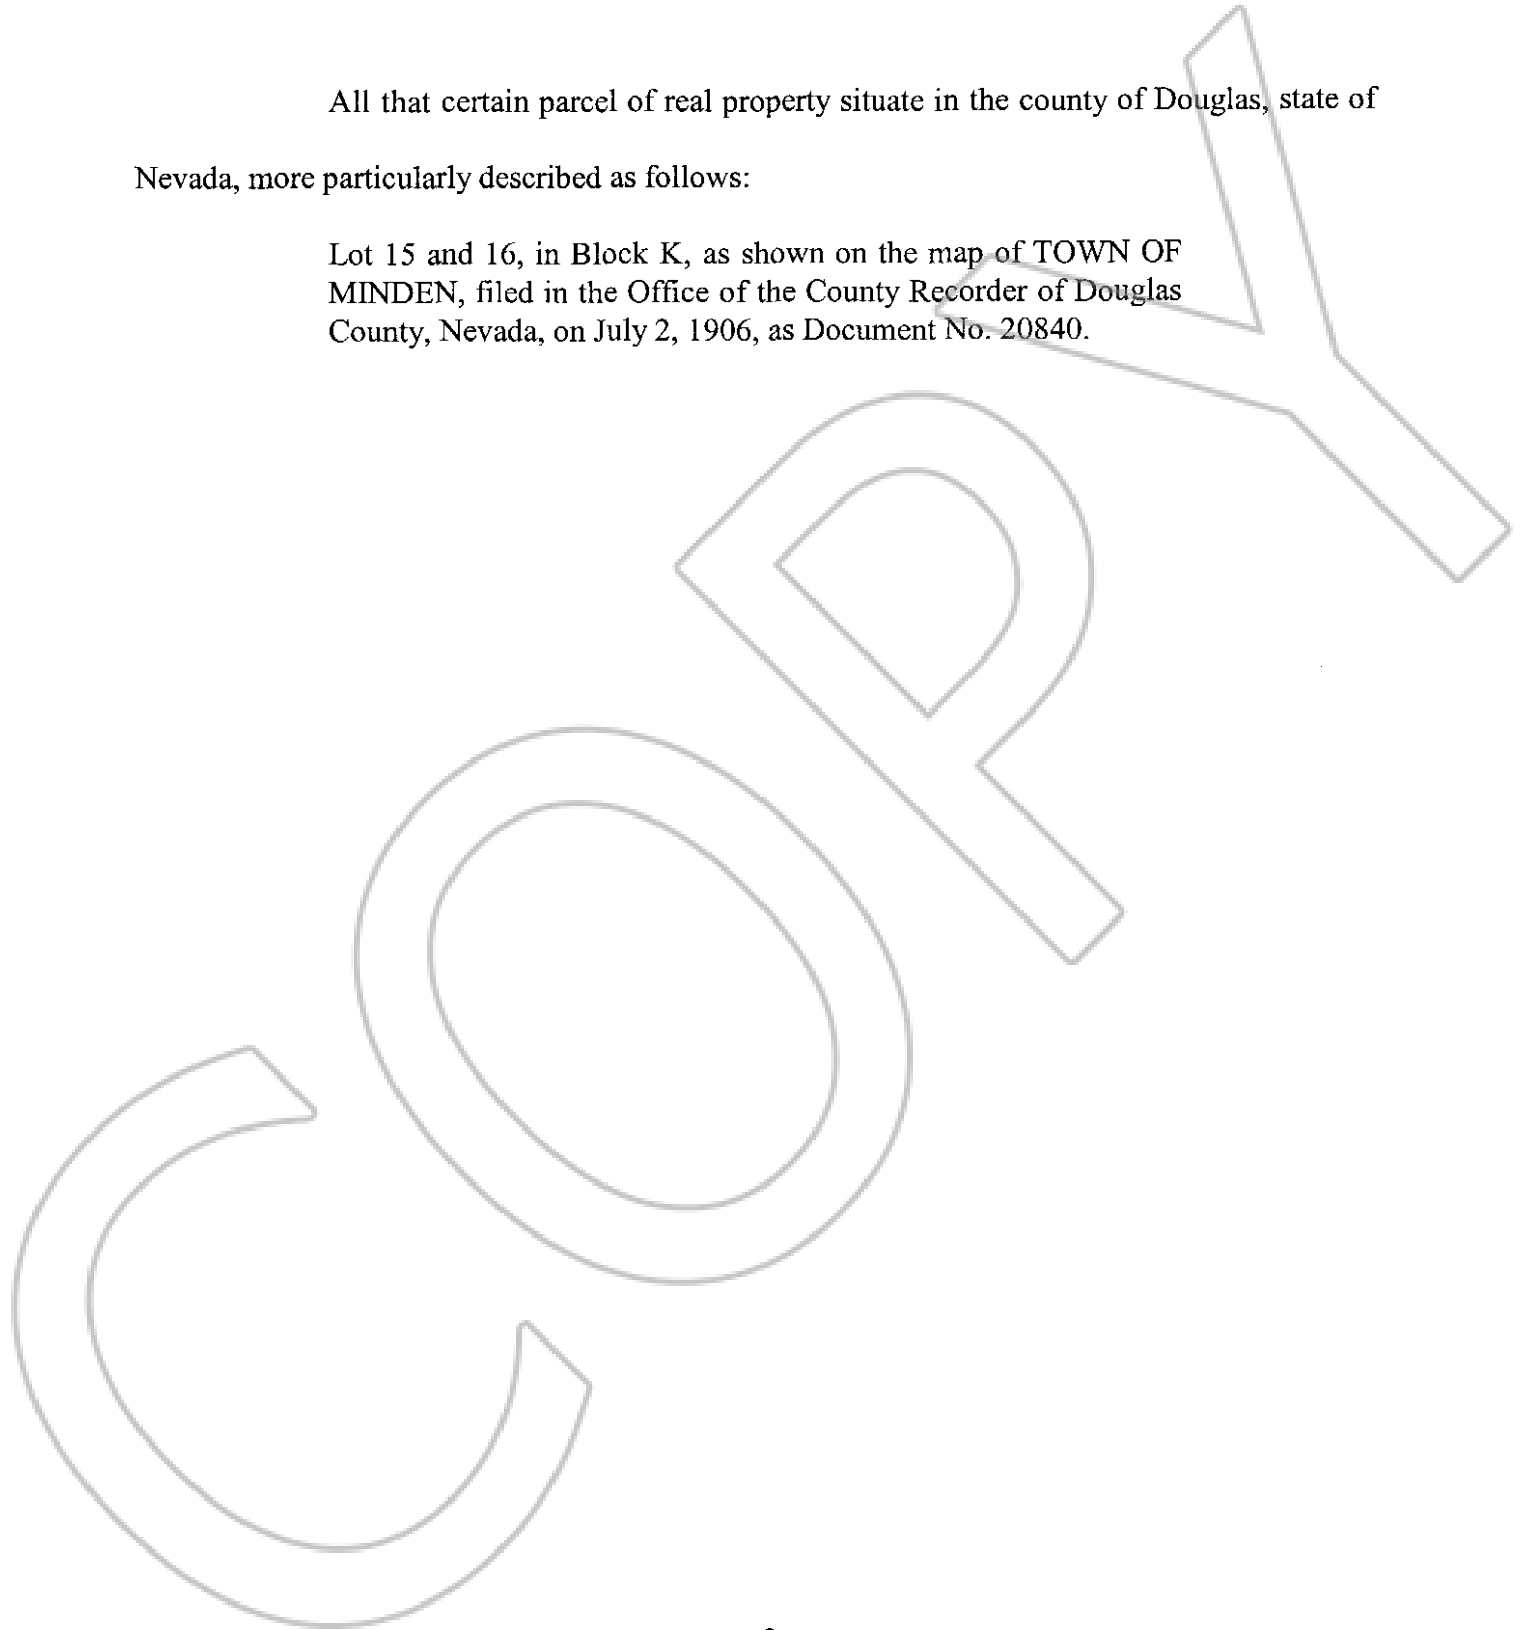 All that certain parcel of real property situate in the county of Douglas, state of
Nevada, more particularly described as follows:
Lot 15 and 16, in Block K, as shown on the map of TOWN OF
MINDEN, filed in the Office of the County Recorder of Douglas
County, Nevada, on July 2, 1906, as Document No. 20840.
COPY